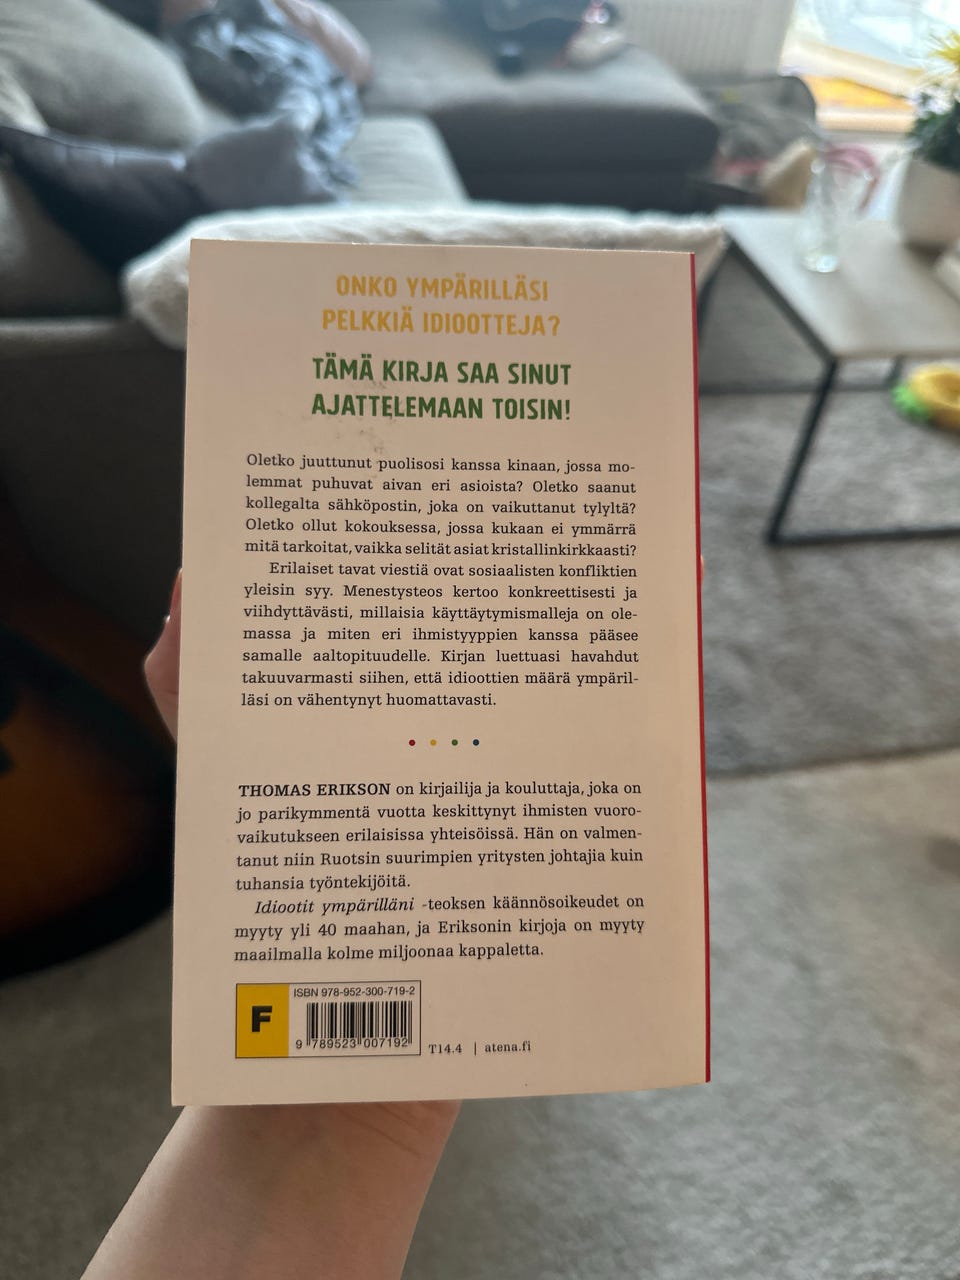 ONKO YMPÄRILLÄSI
PELKKIÄ IDIOOTTEJA?
TÄMÄ KIRJA SAA SINUT
AJATTELEMAAN TOISIN!
Oletko juuttunut puolisosi kanssa kinaan, jossa mo-
lemmat puhuvat aivan eri asioista? Oletko saanut
kollegalta sähköpostin, joka on vaikuttanut tylyltä?
Oletko ollut kokouksessa, jossa kukaan ei ymmärrä
mitä tarkoitat, vaikka selität asiat kristallinkirkkaasti?
Erilaiset tavat viestiä ovat sosiaalisten konfliktien
yleisin syy. Menestysteos kertoo konkreettisesti ja
viihdyttävästi, millaisia käyttäytymismalleja on ole-
massa ja miten eri ihmistyyppien kanssa pääsee
samalle aaltopituudelle. Kirjan luettuasi havahdut
takuuvarmasti siihen, että idioottien määrä ympäril-
läsi on vähentynyt huomattavasti.
THOMAS ERIKSON on kirjailija ja kouluttaja, joka on
jo parikymmentä vuotta keskittynyt ihmisten vuoro-
vaikutukseen erilaisissa yhteisöissä. Hän on valmen-
tanut niin Ruotsin suurimpien yritysten johtajia kuin
tuhansia työntekijöitä.
Idiootit ympärilläni -teoksen käännösoikeudet on
myyty yli 40 maahan, ja Eriksonin kirjoja on myyty
maailmalla kolme miljoonaa kappaletta.
ISBN 978-952-300-719-2
F
9 789523 007192
T14.4 | atena.fi